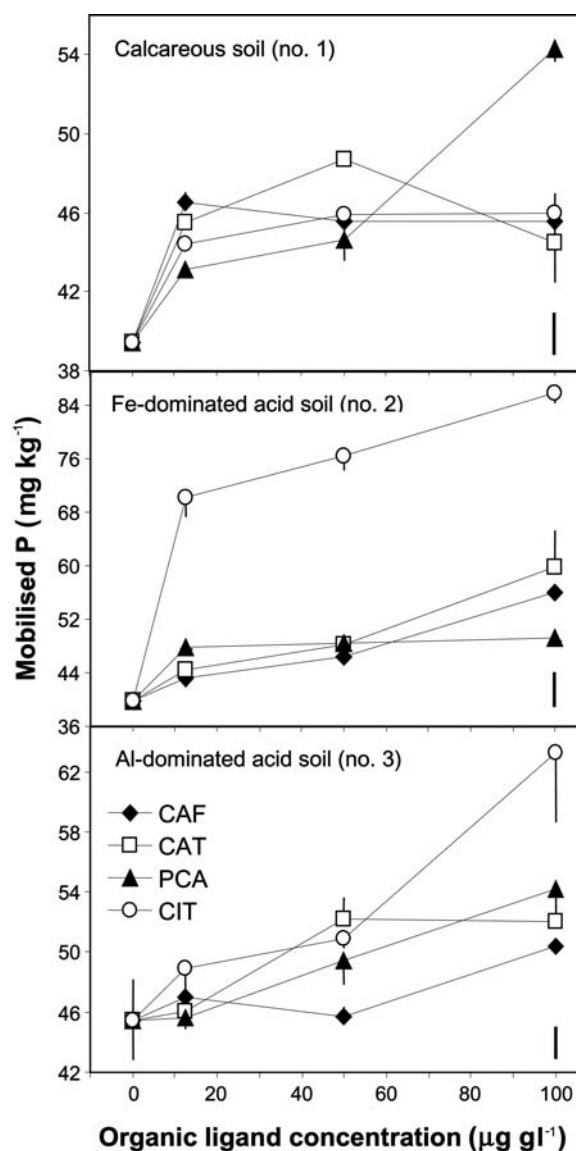 Mobilised P (mg kg-1)
Calcareous soil (no. 1)
54
50
46
42
38
Fe-dominated acid soil (no. 2)
84
76
68
60
52
44
36
Al-dominated acid soil (no. 3)
CAF
CAT
PCA
CIT
62
58
54
50
46
42
0 20 40 60 80 100
Organic ligand concentration (μg gl-1)